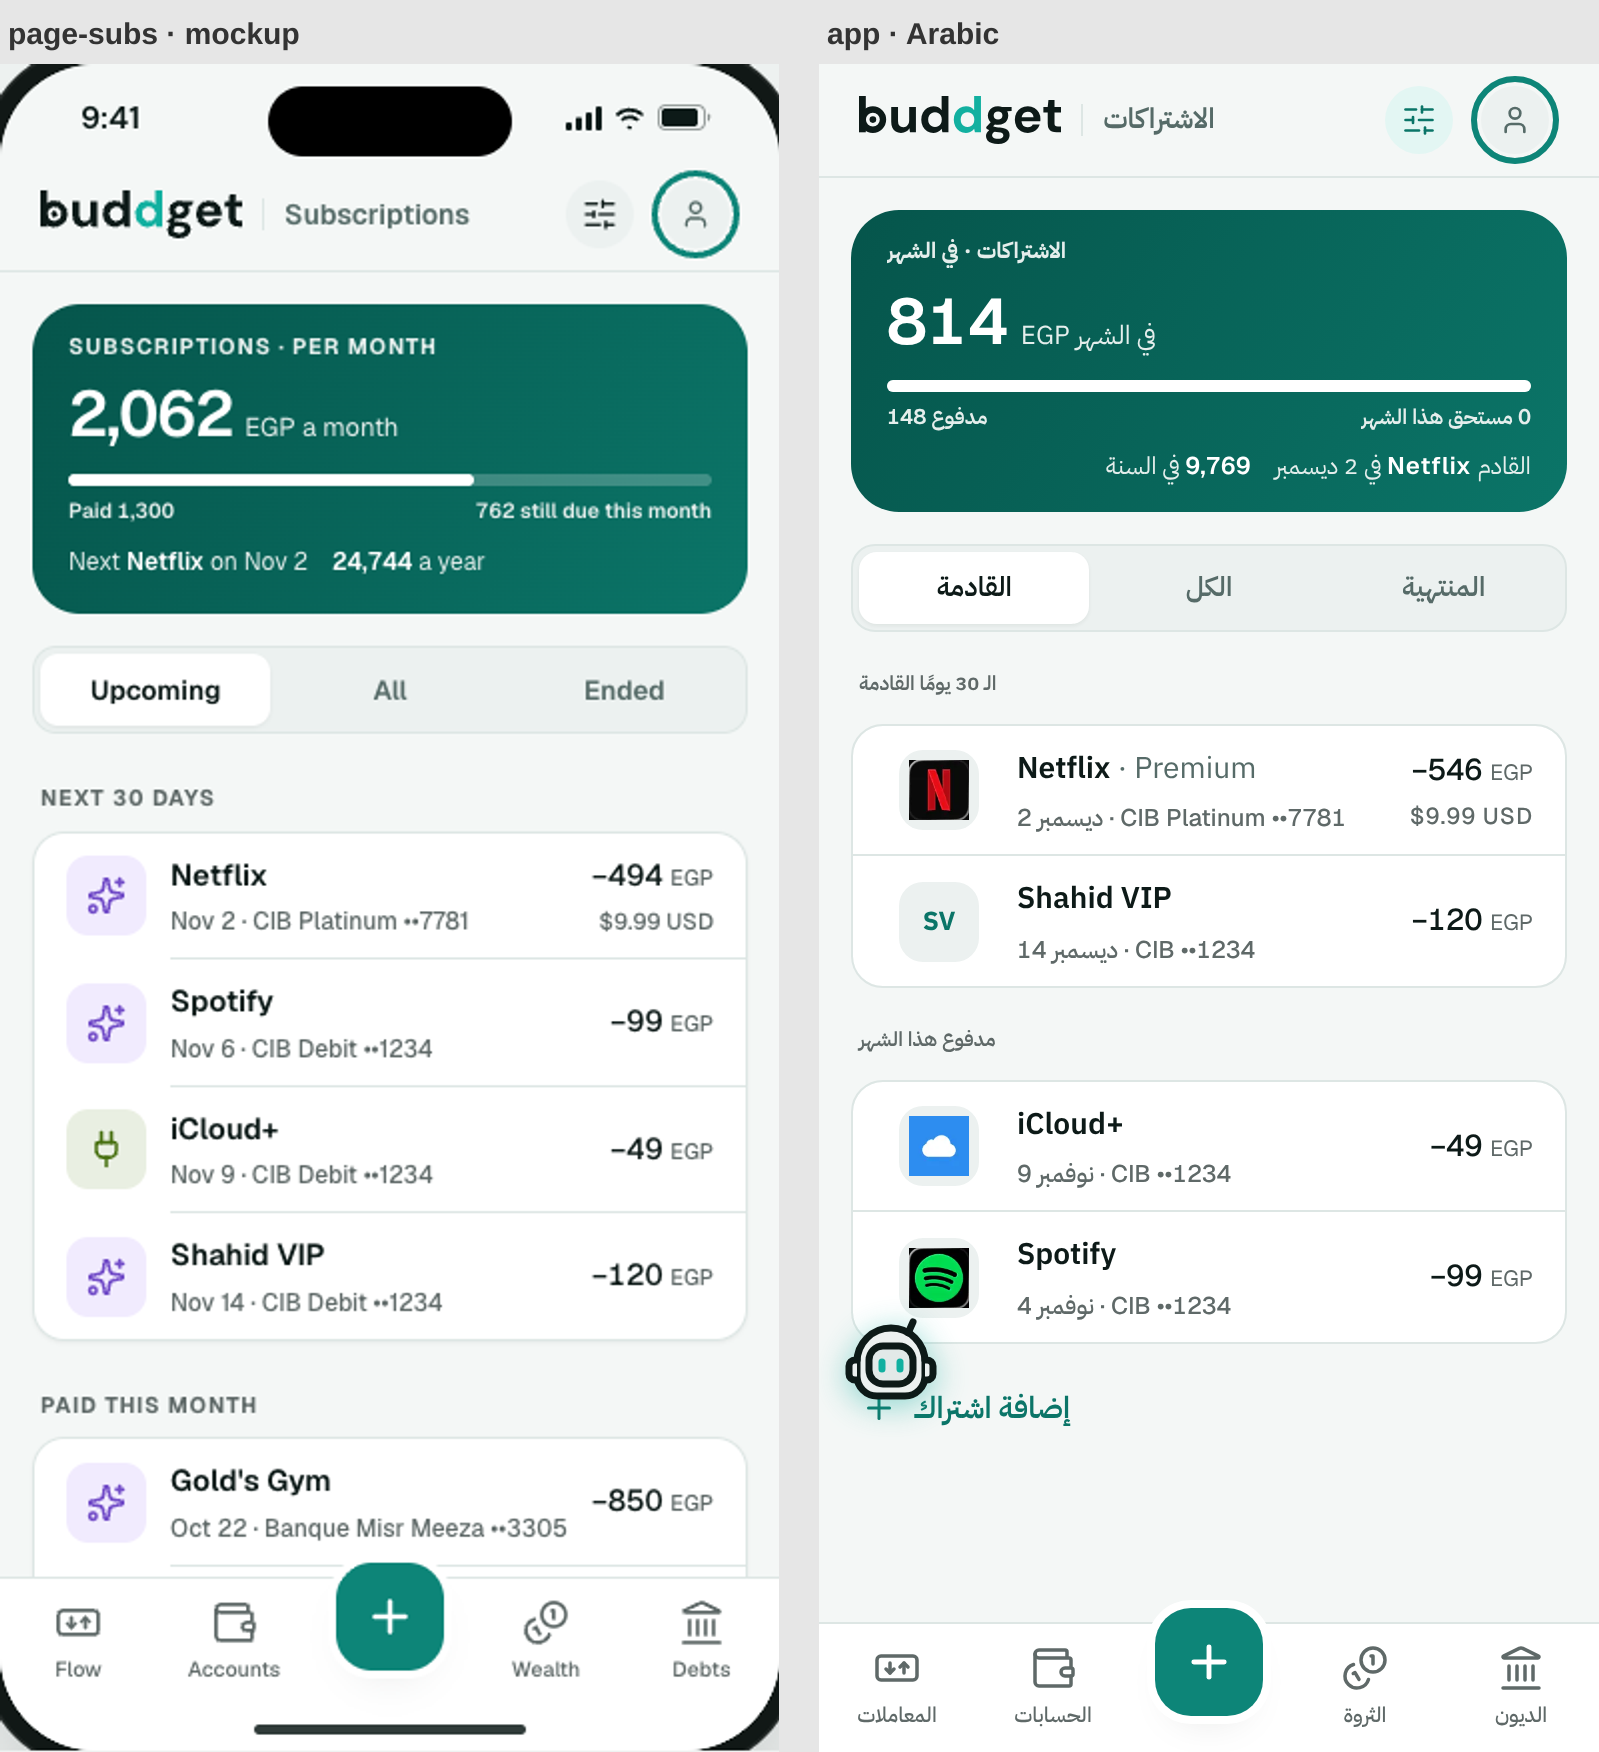 page-subs · mockup
9:41
buddget
Subscriptions
SUBSCRIPTIONS · PER MONTH
2,062 EGP a month
Paid 1,300
762 still due this month
Next Netflix on Nov 2 24,744 a year
Upcoming
All
Ended
NEXT 30 DAYS
Netflix
−494 EGP
Nov 2 · CIB Platinum ••7781
$9.99 USD
Spotify
−99 EGP
Nov 6 · CIB Debit ••1234
iCloud+
−49 EGP
Nov 9 · CIB Debit ••1234
Shahid VIP
−120 EGP
Nov 14 · CIB Debit ••1234
PAID THIS MONTH
Gold's Gym
−850 EGP
Oct 22 · Banque Misr Meeza ••3305
Flow
Accounts
Wealth
Debts
app · Arabic
buddget
الاشتراكات
الاشتراكات · في الشهر
814 EGP في الشهر
مدفوع 148
0 مستحق هذا الشهر
القادم Netflix في 2 ديسمبر 9,769 في السنة
القادمة
الكل
المنتهية
الـ 30 يومًا القادمة
N
Netflix · Premium
−546 EGP
2 ديسمبر · CIB Platinum ••7781
$9.99 USD
SV
Shahid VIP
−120 EGP
14 ديسمبر · CIB ••1234
مدفوع هذا الشهر
iCloud+
−49 EGP
9 نوفمبر · CIB ••1234
Spotify
−99 EGP
4 نوفمبر · CIB ••1234
إضافة اشتراك
المعاملات
الحسابات
الثروة
الديون